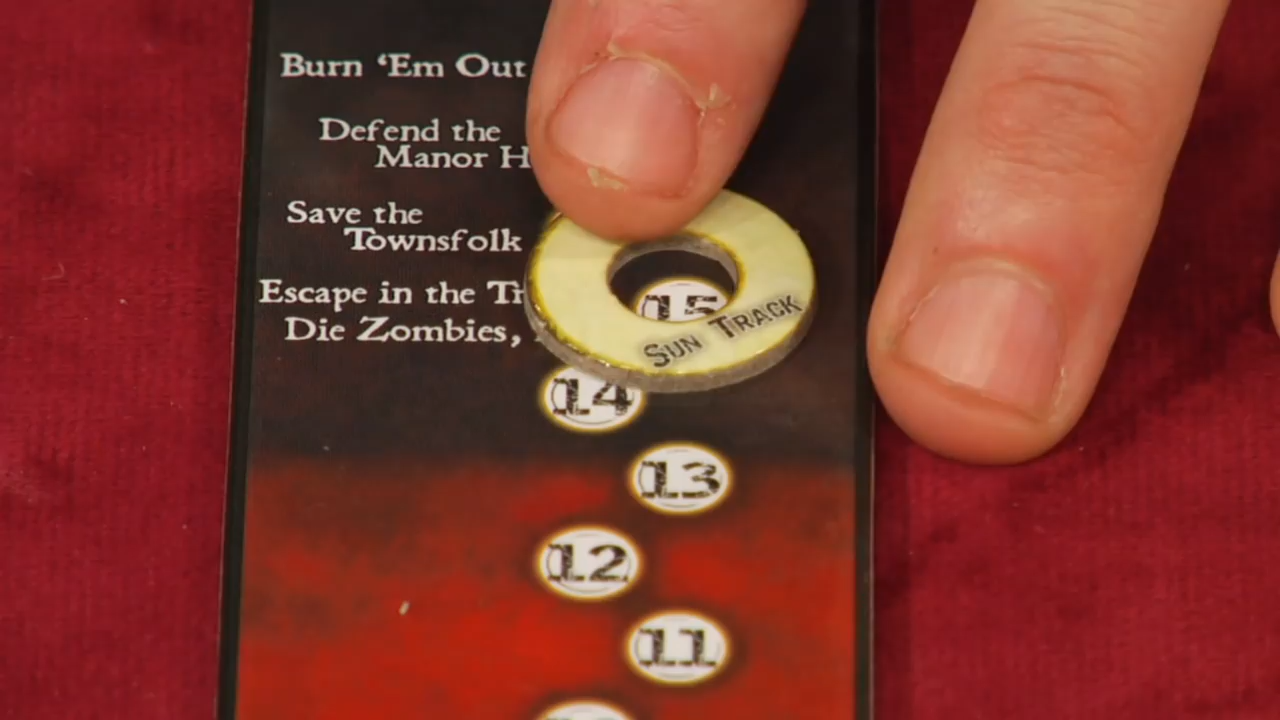 Burn 'Em Out
Defend the
Manor H
Save the
Townsfolk
Escape in the
Die Zombies,
15
SUN TRACK
14
13
12
11